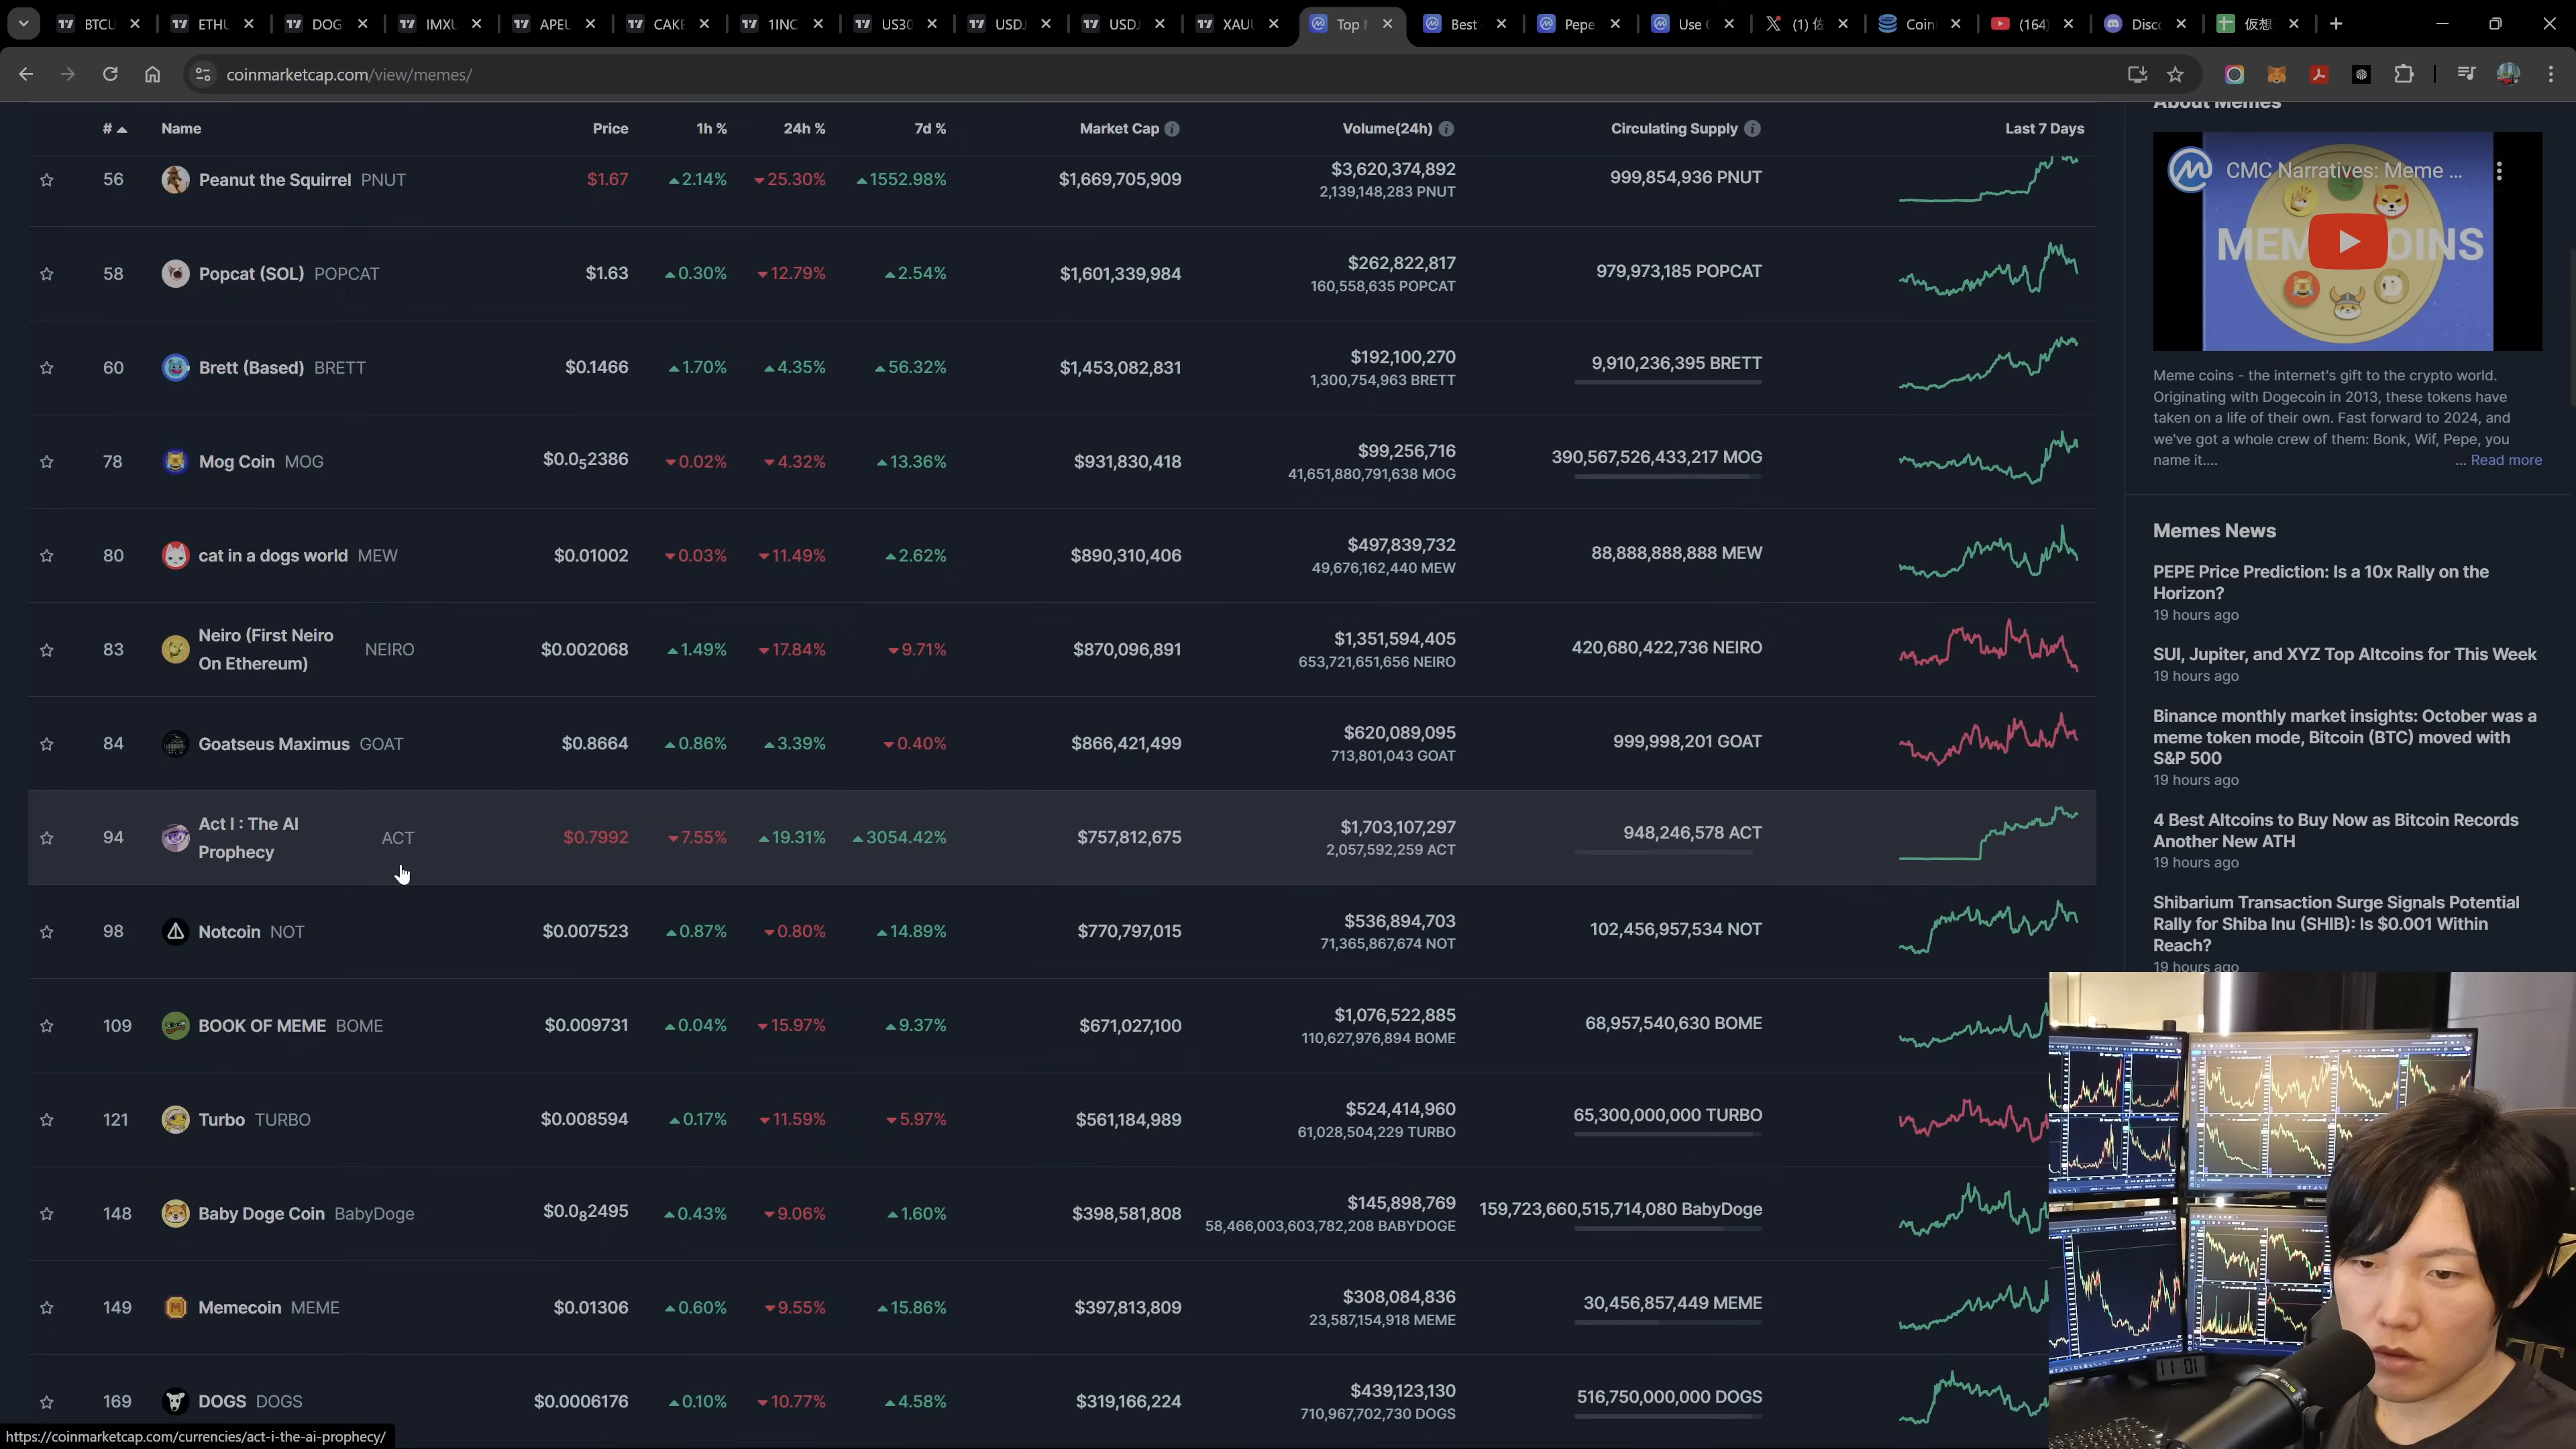 BTCU
ETHU
DOG
IMXU
APEU
CAKE
1INC
US30
USDJ
USDJ
XAUU
Top
Best
Pepe
Use
(1) 佐
Coin
(164)
Disc
仮想
coinmarketcap.com/view/memes/
# Name Price 1h % 24h % 7d % Market Cap Volume(24h) Circulating Supply Last 7 Days
56 Peanut the Squirrel PNUT $1.67 2.14% 25.30% 1552.98% $1,669,705,909 $3,620,374,892 999,854,936 PNUT
2,139,148,283 PNUT
58 Popcat (SOL) POPCAT $1.63 0.30% 12.79% 2.54% $1,601,339,984 $262,822,817 979,973,185 POPCAT
160,558,635 POPCAT
60 Brett (Based) BRETT $0.1466 1.70% 4.35% 56.32% $1,453,082,831 $192,100,270 9,910,236,395 BRETT
1,300,754,963 BRETT
78 Mog Coin MOG $0.0₅2386 0.02% 4.32% 13.36% $931,830,418 $99,256,716 390,567,526,433,217 MOG
41,651,880,791,638 MOG
80 cat in a dogs world MEW $0.01002 0.03% 11.49% 2.62% $890,310,406 $497,839,732 88,888,888,888 MEW
49,676,162,440 MEW
83 Neiro (First Neiro On Ethereum) NEIRO $0.002068 1.49% 17.84% 9.71% $870,096,891 $1,351,594,405 420,680,422,736 NEIRO
653,721,651,656 NEIRO
84 Goatseus Maximus GOAT $0.8664 0.86% 3.39% 0.40% $866,421,499 $620,089,095 999,998,201 GOAT
713,801,043 GOAT
94 Act I : The AI Prophecy ACT $0.7992 7.55% 19.31% 3054.42% $757,812,675 $1,703,107,297 948,246,578 ACT
2,057,592,259 ACT
98 Notcoin NOT $0.007523 0.87% 0.80% 14.89% $770,797,015 $536,894,703 102,456,957,534 NOT
71,365,867,674 NOT
109 BOOK OF MEME BOME $0.009731 0.04% 15.97% 9.37% $671,027,100 $1,076,522,885 68,957,540,630 BOME
110,627,976,894 BOME
121 Turbo TURBO $0.008594 0.17% 11.59% 5.97% $561,184,989 $524,414,960 65,300,000,000 TURBO
61,028,504,229 TURBO
148 Baby Doge Coin BabyDoge $0.0₈2495 0.43% 9.06% 1.60% $398,581,808 $145,898,769 159,723,660,515,714,080 BabyDoge
58,466,003,603,782,208 BABYDOGE
149 Memecoin MEME $0.01306 0.60% 9.55% 15.86% $397,813,809 $308,084,836 30,456,857,449 MEME
23,587,154,918 MEME
169 DOGS DOGS $0.0006176 0.10% 10.77% 4.58% $319,166,224 $439,123,130 516,750,000,000 DOGS
710,967,702,730 DOGS
https://coinmarketcap.com/currencies/act-i-the-ai-prophecy/
About Memes
CMC Narratives: Meme ...
Meme coins - the internet's gift to the crypto world.
Originating with Dogecoin in 2013, these tokens have
taken on a life of their own. Fast forward to 2024, and
we've got a whole crew of them: Bonk, Wif, Pepe, you
name it.... ... Read more
Memes News
PEPE Price Prediction: Is a 10x Rally on the
Horizon?
19 hours ago
SUI, Jupiter, and XYZ Top Altcoins for This Week
19 hours ago
Binance monthly market insights: October was a
meme token mode, Bitcoin (BTC) moved with
S&P 500
19 hours ago
4 Best Altcoins to Buy Now as Bitcoin Records
Another New ATH
19 hours ago
Shibarium Transaction Surge Signals Potential
Rally for Shiba Inu (SHIB): Is $0.001 Within
Reach?
19 hours ago
11:01